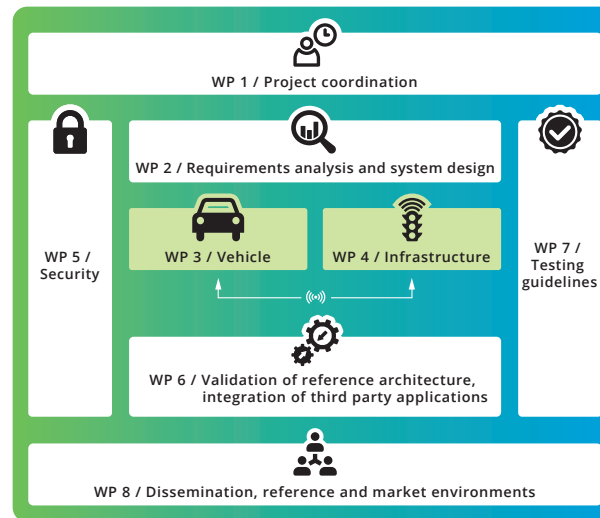 WP 1 / Project coordination
WP 2 / Requirements analysis and system design
WP 5 /
Security
WP 3 / Vehicle
WP 4 / Infrastructure
WP 7 /
Testing
guidelines
WP 6 / Validation of reference architecture,
integration of third party applications
WP 8 / Dissemination, reference and market environments